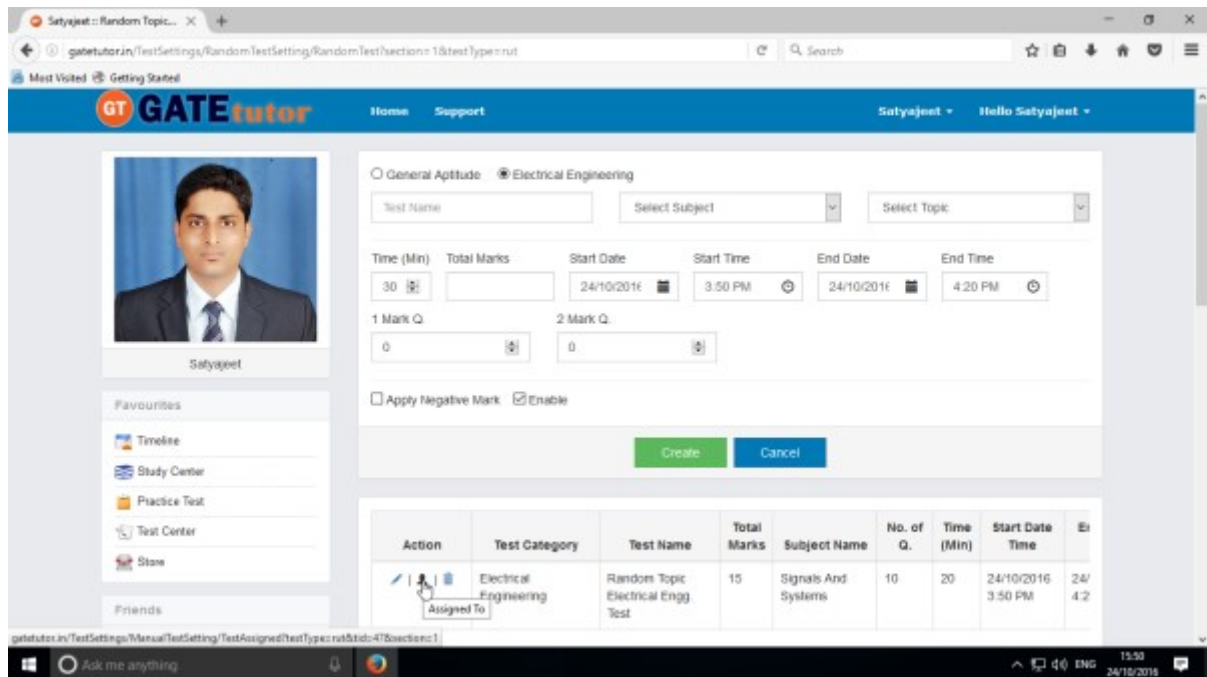 Satyajeet :: Random Topic...
gatetutor.in/TestSettings/RandomTestSetting/RandomTest?section=1&testType=rut
Search
Most Visited Getting Started
GT GATEtutor Home Support Satyajeet Hello Satyajeet
General Aptitude Electrical Engineering
Test Name Select Subject Select Topic
Time (Min) Total Marks Start Date Start Time End Date End Time
30 24/10/2016 3:50 PM 24/10/2016 4:20 PM
1 Mark Q. 2 Mark Q.
0 0
Satyajeet
Apply Negative Mark Enable
Favourites
Timeline
Create Cancel
Study Center
Practice Test
Test Center
Store
Friends
Action Test Category Test Name Total Marks Subject Name No. of Q. Time (Min) Start Date Time
Electrical Engineering Random Topic Electrical Engg. Test 15 Signals And Systems 10 20 24/10/2016 3:50 PM 24/ 4:2
Assigned To
gatetutor.in/TestSettings/ManualTestSetting/TestAssigned?testType=rut&tid=47&section=1
Ask me anything
ENG 15:50
24/10/2016